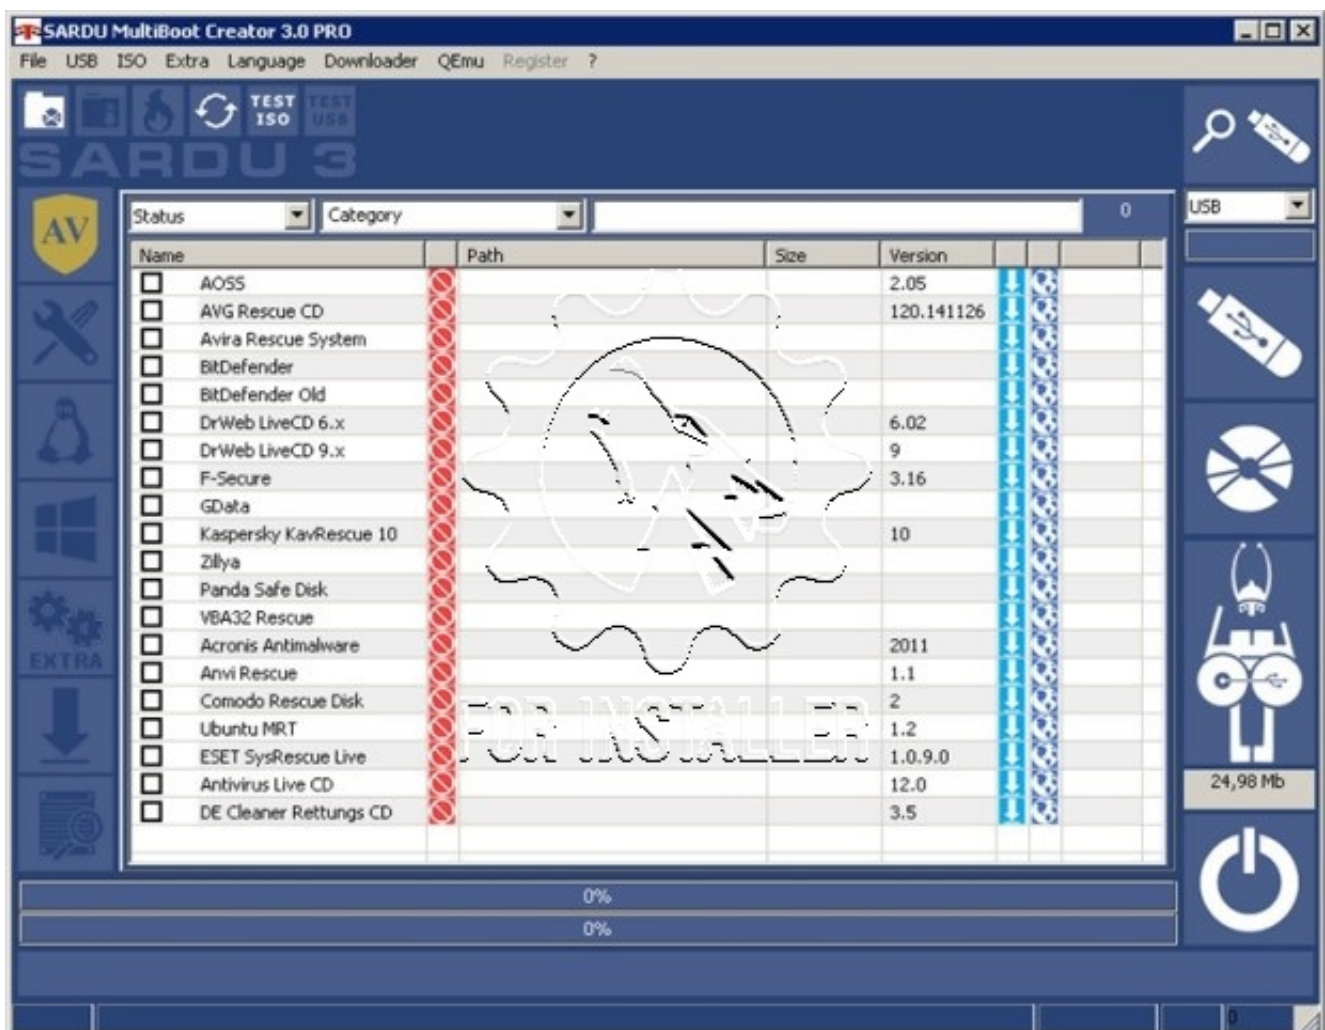 SARDU MultiBoot Creator 3.0 PRO
File USB ISO Extra Language Downloader QEmu Register ?
TEST ISO TEST USB
SARDU 3
AV
Status Category 0 USB
Name Path Size Version
AOSS 2.05
AVG Rescue CD 120.141126
Avira Rescue System
BitDefender
BitDefender Old
DrWeb LiveCD 6.x 6.02
DrWeb LiveCD 9.x 9
F-Secure 3.16
GData
Kaspersky KavRescue 10 10
Zillya
Panda Safe Disk
VBA32 Rescue
Acronis Antimalware 2011
Anvi Rescue 1.1
Comodo Rescue Disk 2
Ubuntu MRT 1.2
ESET SysRescue Live 1.0.9.0
Antivirus Live CD 12.0
DE Cleaner Rettungs CD 3.5
EXTRA
FOR INSTALLER
24,98 Mb
0%
0%
0